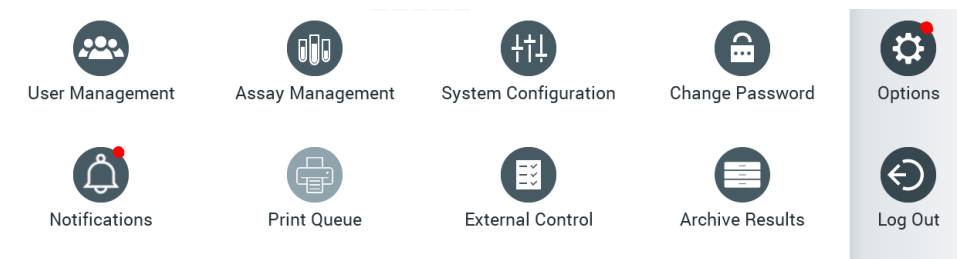 User Management
Assay Management
System Configuration
Change Password
Options
Notifications
Print Queue
External Control
Archive Results
Log Out